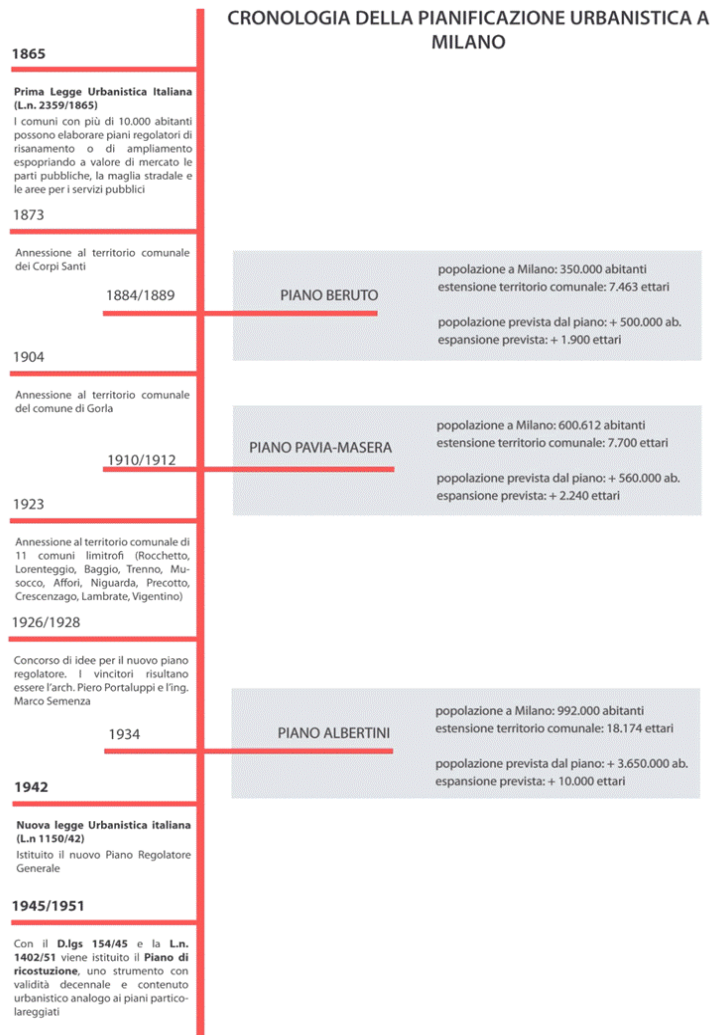 CRONOLOGIA DELLA PIANIFICAZIONE URBANISTICA A
MILANO
1865
Prima Legge Urbanistica Italiana
(L.n. 2359/1865)
I comuni con più di 10.000 abitanti
possono elaborare piani regolatori di
risanamento o di ampliamento
espopriando a valore di mercato le
parti pubbliche, la maglia stradale e
le aree per i servizi pubblici
1873
Annessione al territorio comunale
dei Corpi Santi
1884/1889
PIANO BERUTO
popolazione a Milano: 350.000 abitanti
estensione territorio comunale: 7.463 ettari
popolazione prevista dal piano: + 500.000 ab.
espansione prevista: + 1.900 ettari
1904
Annessione al territorio comunale
del comune di Gorla
1910/1912
PIANO PAVIA-MASERA
popolazione a Milano: 600.612 abitanti
estensione territorio comunale: 7.700 ettari
popolazione prevista dal piano: + 560.000 ab.
espansione prevista: + 2.240 ettari
1923
Annessione al territorio comunale di
11 comuni limitrofi (Rocchetto,
Lorenteggio, Baggio, Trenno, Mu-
socco, Affori, Niguarda, Precotto,
Crescenzago, Lambrate, Vigentino)
1926/1928
Concorso di idee per il nuovo piano
regolatore. I vincitori risultano
essere l'arch. Piero Portaluppi e l'ing.
Marco Semenza
1934
PIANO ALBERTINI
popolazione a Milano: 992.000 abitanti
estensione territorio comunale: 18.174 ettari
popolazione prevista dal piano: + 3.650.000 ab.
espansione prevista: + 10.000 ettari
1942
Nuova legge Urbanistica italiana
(L.n 1150/42)
Istituito il nuovo Piano Regolatore
Generale
1945/1951
Con il D.lgs 154/45 e la L.n.
1402/51 viene istituito il Piano di
ricostuzione, uno strumento con
validità decennale e contenuto
urbanistico analogo ai piani partico-
lareggiati